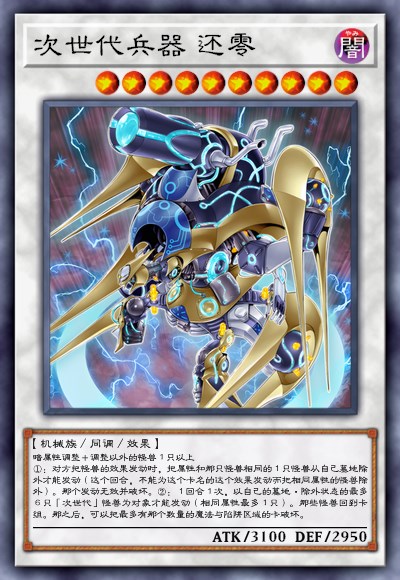 次世代兵器 还零
やみ
闇
【机械族/同调/效果】
暗属性调整+调整以外的怪兽1只以上
①：对方把怪兽的效果发动时，把属性和那只怪兽相同的1只怪兽从自己墓地除
外才能发动（这个回合，不能为这个卡名的这个效果发动而把相同属性的怪兽除
外）。那个发动无效并破坏。②：1回合1次，以自己的墓地·除外状态的最多
6只「次世代」怪兽为对象才能发动（相同属性最多1只）。那些怪兽回到卡
组。那之后，可以把最多有那个数量的魔法与陷阱区域的卡破坏。
ATK/3100 DEF/2950